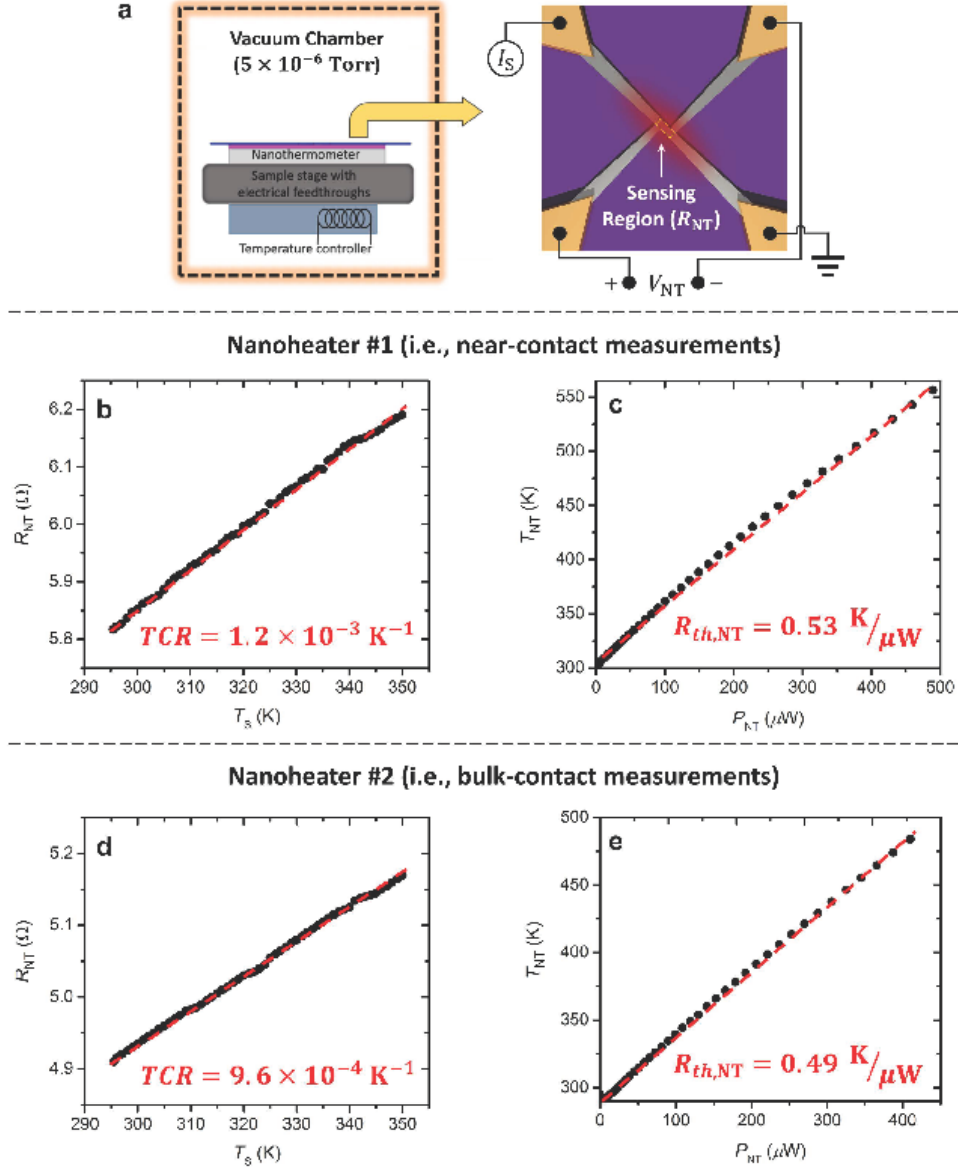 a
Vacuum Chamber
(5 × 10⁻⁶ Torr)
Nanothermometer
Sample stage with
electrical feedthroughs
Temperature controller
I_S
Sensing
Region (R_NT)
+ V_NT −
Nanoheater #1 (i.e., near-contact measurements)
b
R_NT (Ω)
6.2
6.1
6.0
5.9
5.8
TCR = 1.2 × 10⁻³ K⁻¹
290 300 310 320 330 340 350
T_S (K)
c
T_NT (K)
550
500
450
400
350
300
R_th,NT = 0.53 K/μW
0 100 200 300 400 500
P_NT (μW)
Nanoheater #2 (i.e., bulk-contact measurements)
d
R_NT (Ω)
5.2
5.1
5.0
4.9
TCR = 9.6 × 10⁻⁴ K⁻¹
290 300 310 320 330 340 350
T_S (K)
e
T_NT (K)
500
450
400
350
300
R_th,NT = 0.49 K/μW
0 100 200 300 400
P_NT (μW)